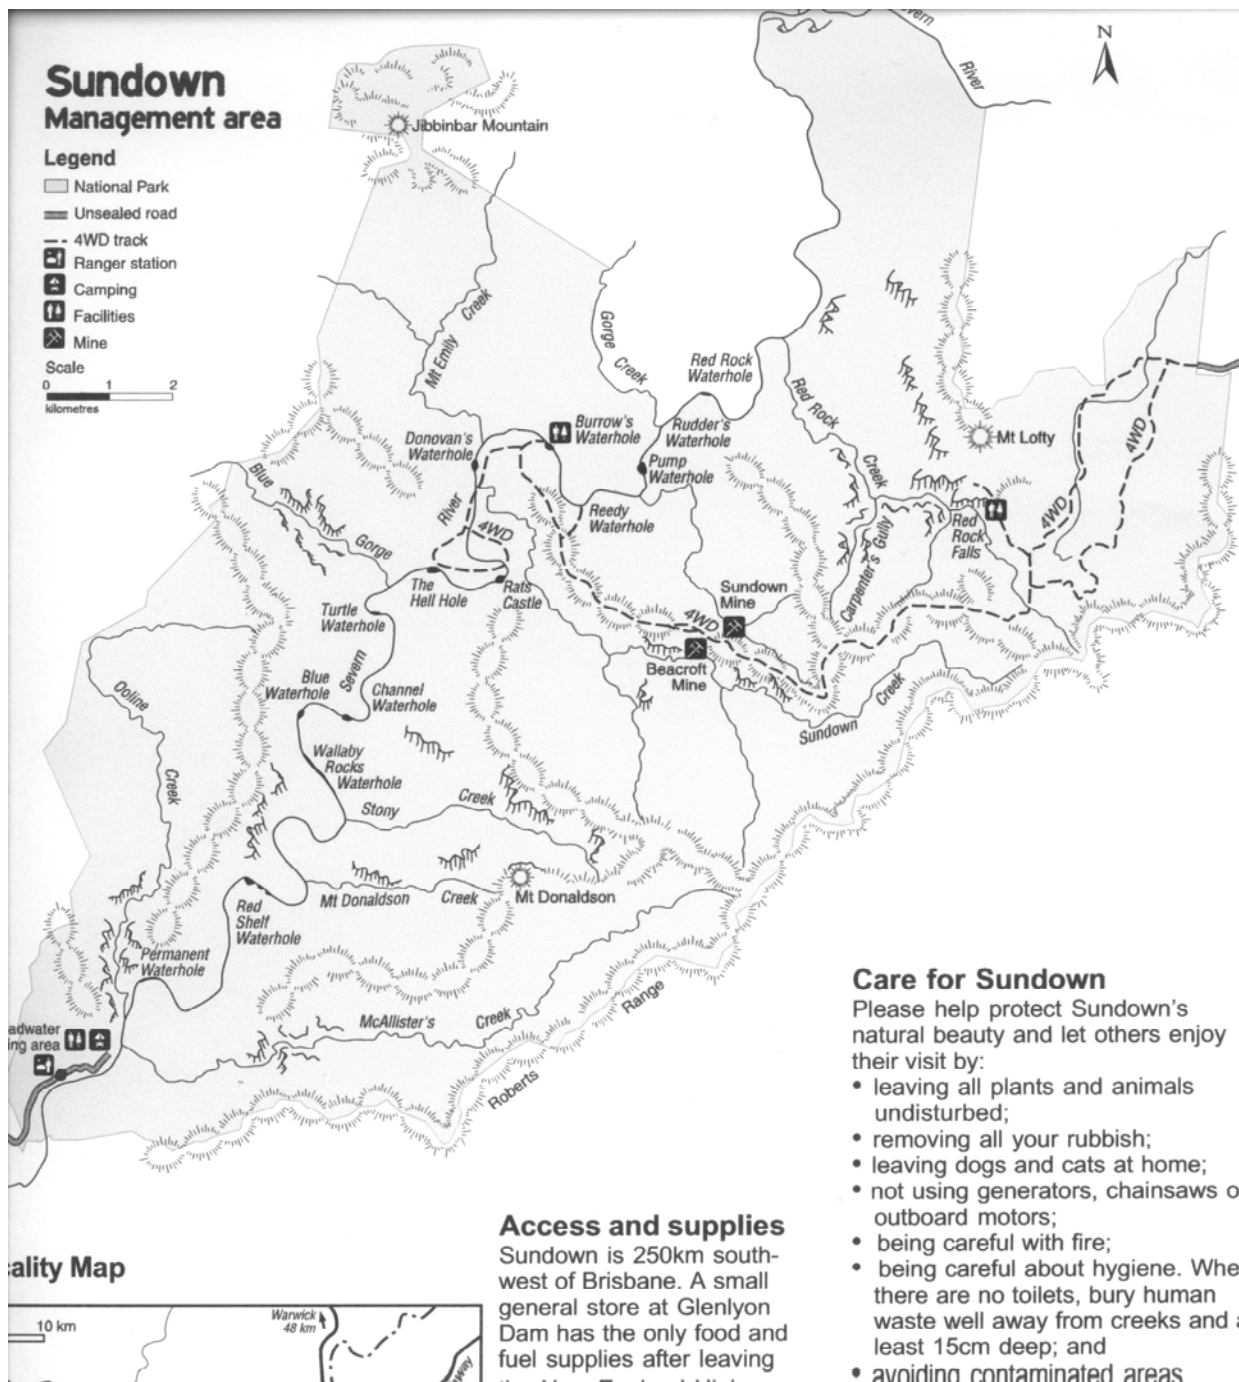 Sundown
Management area
Legend
National Park
Unsealed road
4WD track
Ranger station
Camping
Facilities
Mine
Scale
0 1 2
kilometres
N
River
Jibbinbar Mountain
Mt Emily
Creek
Gorge
Creek
Red Rock
Waterhole
Red Rock
Creek
Burrow's
Waterhole
Rudder's
Waterhole
Donovan's
Waterhole
Pump
Waterhole
Mt Lofty
4WD
4WD
Blue
Gorge
River
4WD
Reedy
Waterhole
Red
Rock
Falls
Carpenter's Gully
The
Hell Hole
Rats
Castle
Sundown
Mine
4WD
Turtle
Waterhole
Beacroft
Mine
Severn
Blue
Waterhole
Channel
Waterhole
Sundown
Creek
Ooline
Creek
Wallaby
Rocks
Waterhole
Stony
Creek
Mt Donaldson
Creek
Mt Donaldson
Red
Shelf
Waterhole
Permanent
Waterhole
McAllister's
Creek
Roberts
Range
adwater
ing area
Care for Sundown
Please help protect Sundown's
natural beauty and let others enjoy
their visit by:
• leaving all plants and animals
undisturbed;
• removing all your rubbish;
• leaving dogs and cats at home;
• not using generators, chainsaws o
outboard motors;
• being careful with fire;
• being careful about hygiene. Whe
there are no toilets, bury human
waste well away from creeks and a
least 15cm deep; and
• avoiding contaminated areas
Access and supplies
Sundown is 250km south-
west of Brisbane. A small
general store at Glenlyon
Dam has the only food and
fuel supplies after leaving
ality Map
10 km
Warwick
48 km